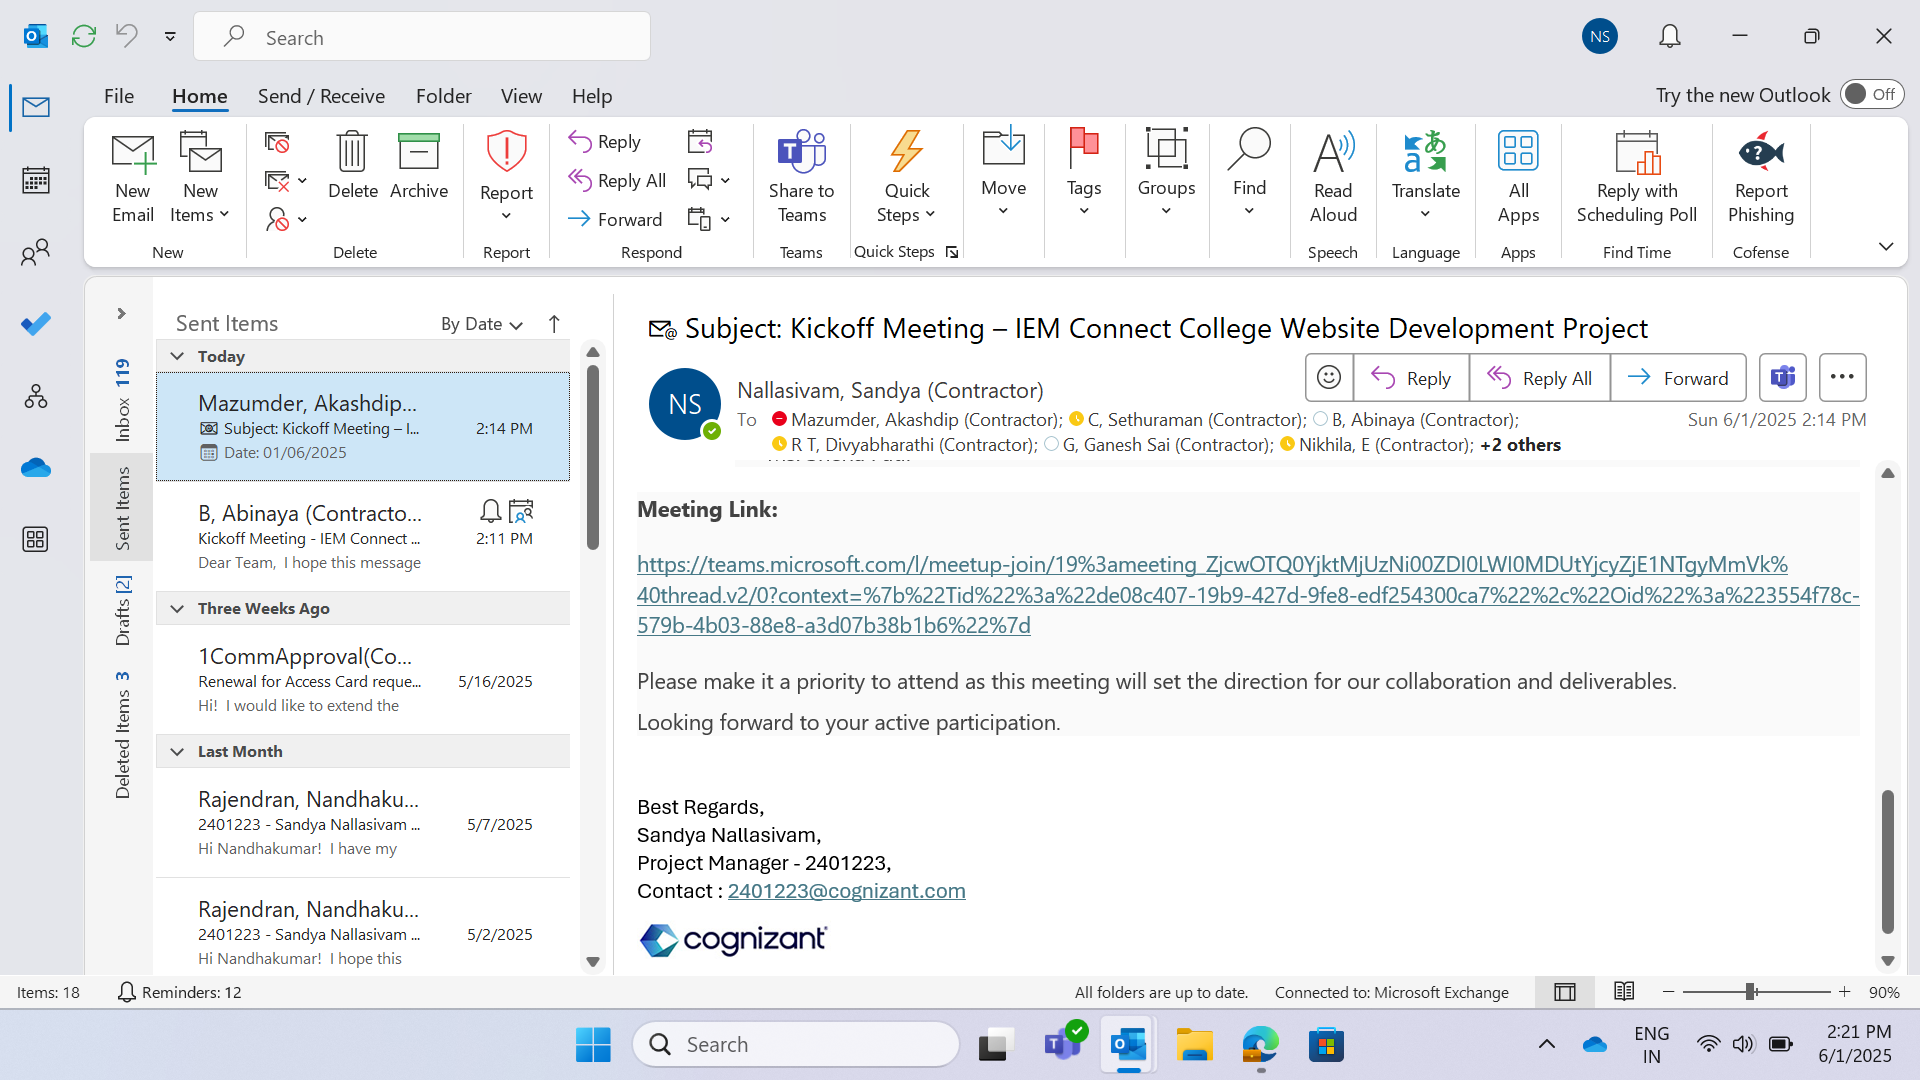 Search
NS
File
Home
Send / Receive
Folder
View
Help
Try the new Outlook
Off
New Email
New Items
New
Delete
Archive
Delete
Report
Report
Reply
Reply All
Forward
Respond
Share to Teams
Teams
Quick Steps
Quick Steps
Move
Tags
Groups
Find
Read Aloud
Speech
Translate
Language
All Apps
Apps
Reply with Scheduling Poll
Find Time
Report Phishing
Cofense
Inbox 119
Sent Items
Drafts [2]
Deleted Items 3
Sent Items
By Date
Today
Mazumder, Akashdip...
Subject: Kickoff Meeting – I...
2:14 PM
Date: 01/06/2025
B, Abinaya (Contracto...
Kickoff Meeting - IEM Connect ...
2:11 PM
Dear Team, I hope this message
Three Weeks Ago
1CommApproval(Co...
Renewal for Access Card reque...
5/16/2025
Hi! I would like to extend the
Last Month
Rajendran, Nandhaku...
2401223 - Sandya Nallasivam ...
5/7/2025
Hi Nandhakumar! I have my
Rajendran, Nandhaku...
2401223 - Sandya Nallasivam ...
5/2/2025
Hi Nandhakumar! I hope this
Subject: Kickoff Meeting – IEM Connect College Website Development Project
NS
Nallasivam, Sandya (Contractor)
Reply
Reply All
Forward
To Mazumder, Akashdip (Contractor); C, Sethuraman (Contractor); B, Abinaya (Contractor);
R T, Divyabharathi (Contractor); G, Ganesh Sai (Contractor); Nikhila, E (Contractor); +2 others
Sun 6/1/2025 2:14 PM
Meeting Link:
https://teams.microsoft.com/l/meetup-join/19%3ameeting_ZjcwOTQ0YjktMjUzNi00ZDI0LWI0MDUtYjcyZjE1NTgyMmVk%
40thread.v2/0?context=%7b%22Tid%22%3a%22de08c407-19b9-427d-9fe8-edf254300ca7%22%2c%22Oid%22%3a%223554f78c-
579b-4b03-88e8-a3d07b38b1b6%22%7d
Please make it a priority to attend as this meeting will set the direction for our collaboration and deliverables.
Looking forward to your active participation.
Best Regards,
Sandya Nallasivam,
Project Manager - 2401223,
Contact : 2401223@cognizant.com
cognizant
Items: 18
Reminders: 12
All folders are up to date.
Connected to: Microsoft Exchange
90%
Search
ENG
IN
2:21 PM
6/1/2025